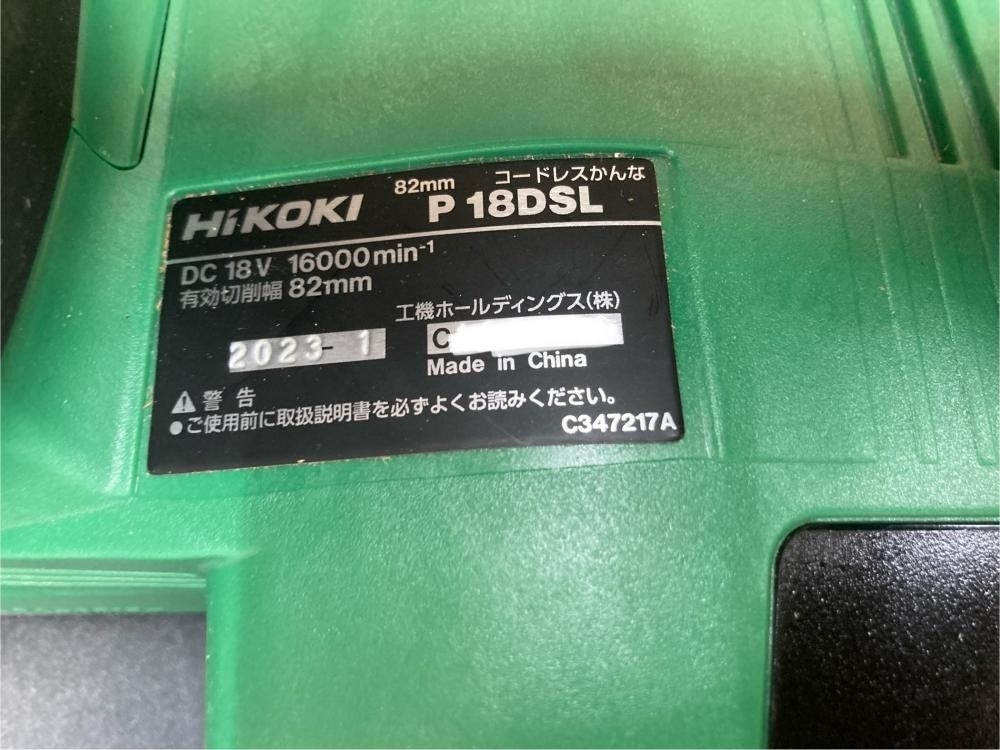 HiKOKI 82mm コードレスかんな
P 18DSL
DC 18V 16000min-1
有効切削幅 82mm
工機ホールディングス(株)
2023- 1 C
Made in China
警告
●ご使用前に取扱説明書を必ずよくお読みください。
C347217A